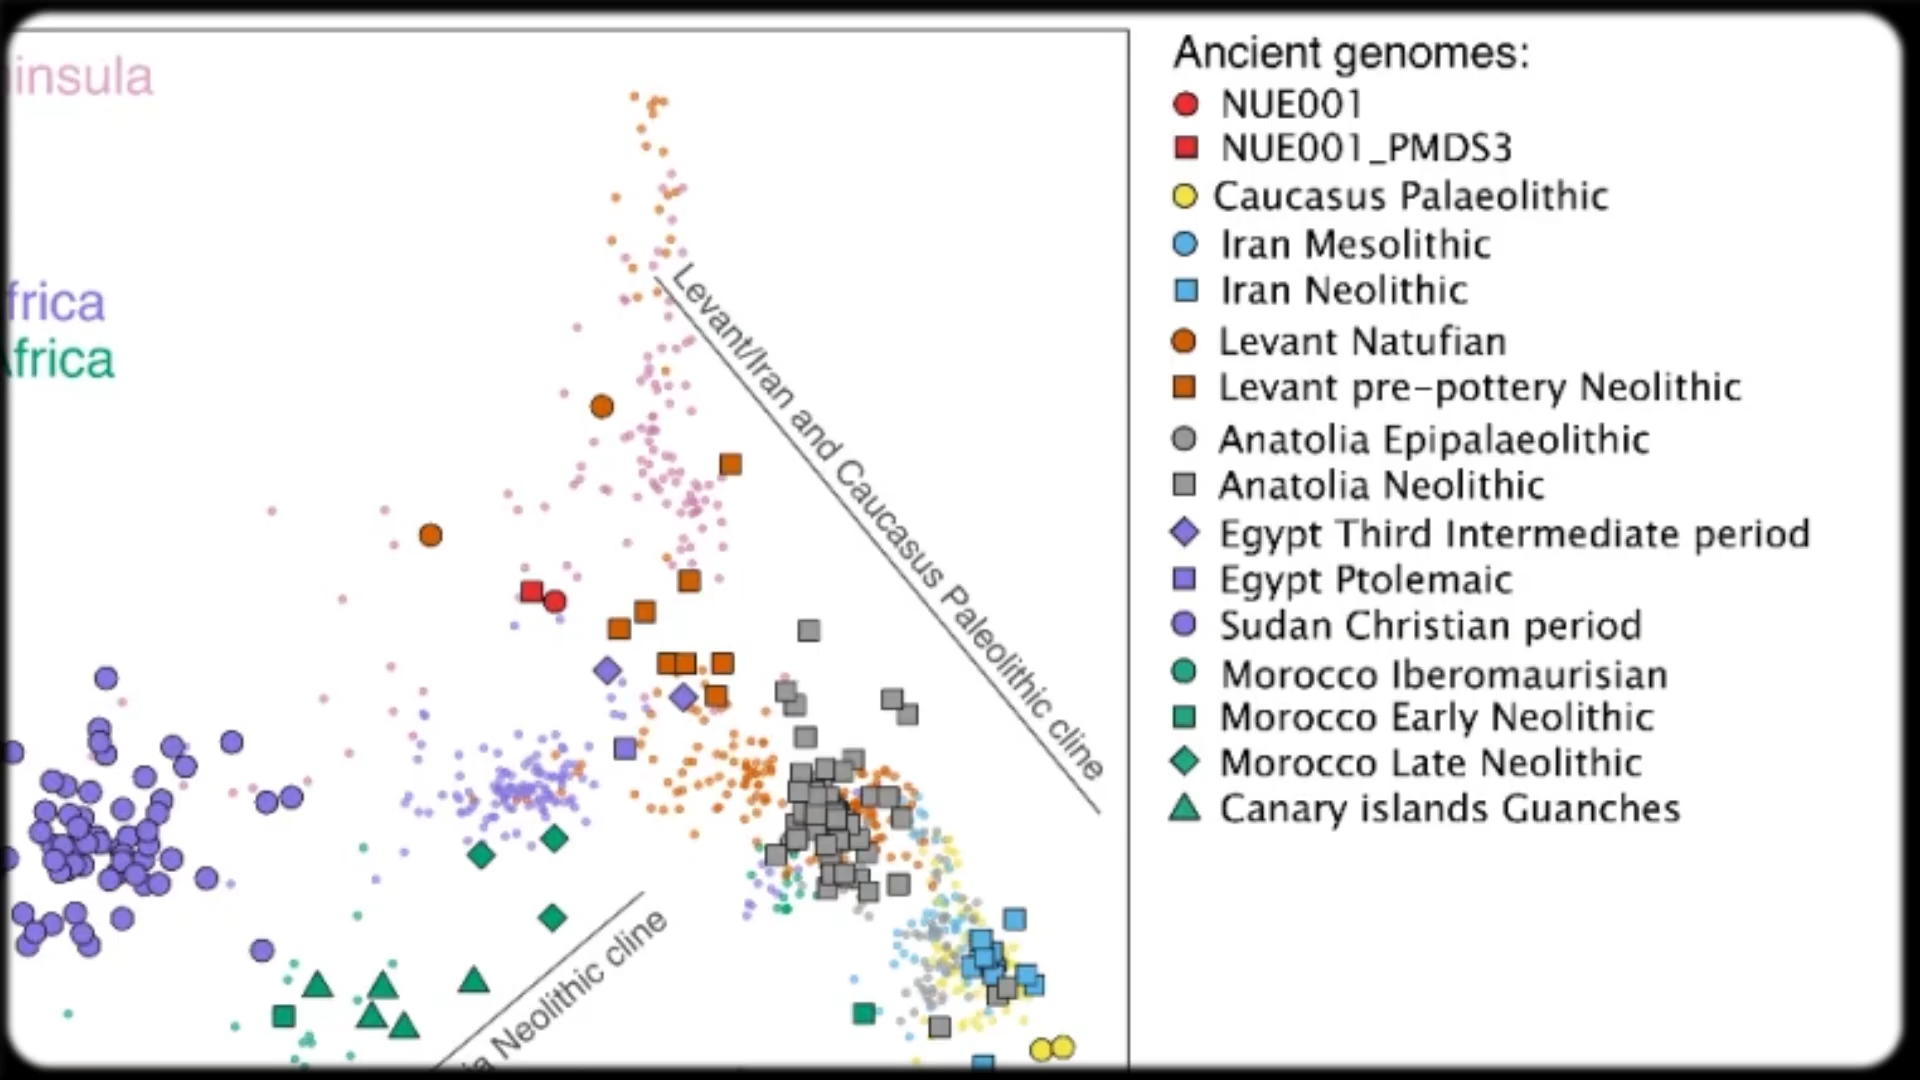 insula
frica
frica
Levant/Iran and Caucasus Paleolithic cline
Neolithic cline
Ancient genomes:
NUE001
NUE001_PMDS3
Caucasus Palaeolithic
Iran Mesolithic
Iran Neolithic
Levant Natufian
Levant pre-pottery Neolithic
Anatolia Epipalaeolithic
Anatolia Neolithic
Egypt Third Intermediate period
Egypt Ptolemaic
Sudan Christian period
Morocco Iberomaurisian
Morocco Early Neolithic
Morocco Late Neolithic
Canary islands Guanches